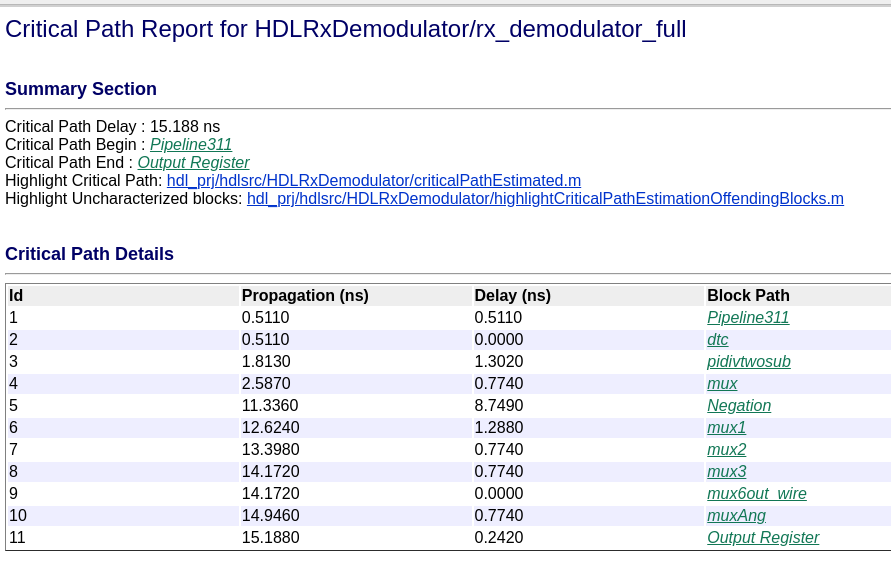 Critical Path Report for HDLRxDemodulator/rx_demodulator_full
Summary Section
Critical Path Delay : 15.188 ns
Critical Path Begin : Pipeline311
Critical Path End : Output Register
Highlight Critical Path: hdl_prj/hdlsrc/HDLRxDemodulator/criticalPathEstimated.m
Highlight Uncharacterized blocks: hdl_prj/hdlsrc/HDLRxDemodulator/highlightCriticalPathEstimationOffendingBlocks.m
Critical Path Details
Id Propagation (ns) Delay (ns) Block Path
1 0.5110 0.5110 Pipeline311
2 0.5110 0.0000 dtc
3 1.8130 1.3020 pidivtwosub
4 2.5870 0.7740 mux
5 11.3360 8.7490 Negation
6 12.6240 1.2880 mux1
7 13.3980 0.7740 mux2
8 14.1720 0.7740 mux3
9 14.1720 0.0000 mux6out_wire
10 14.9460 0.7740 muxAng
11 15.1880 0.2420 Output Register